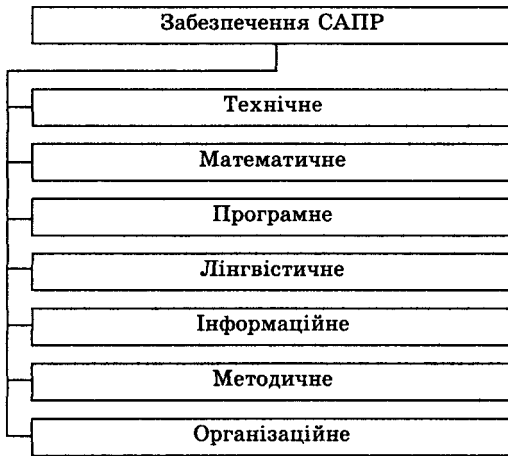 Забезпечення САПР
Технічне
Математичне
Програмне
Лінгвістичне
Інформаційне
Методичне
Організаційне